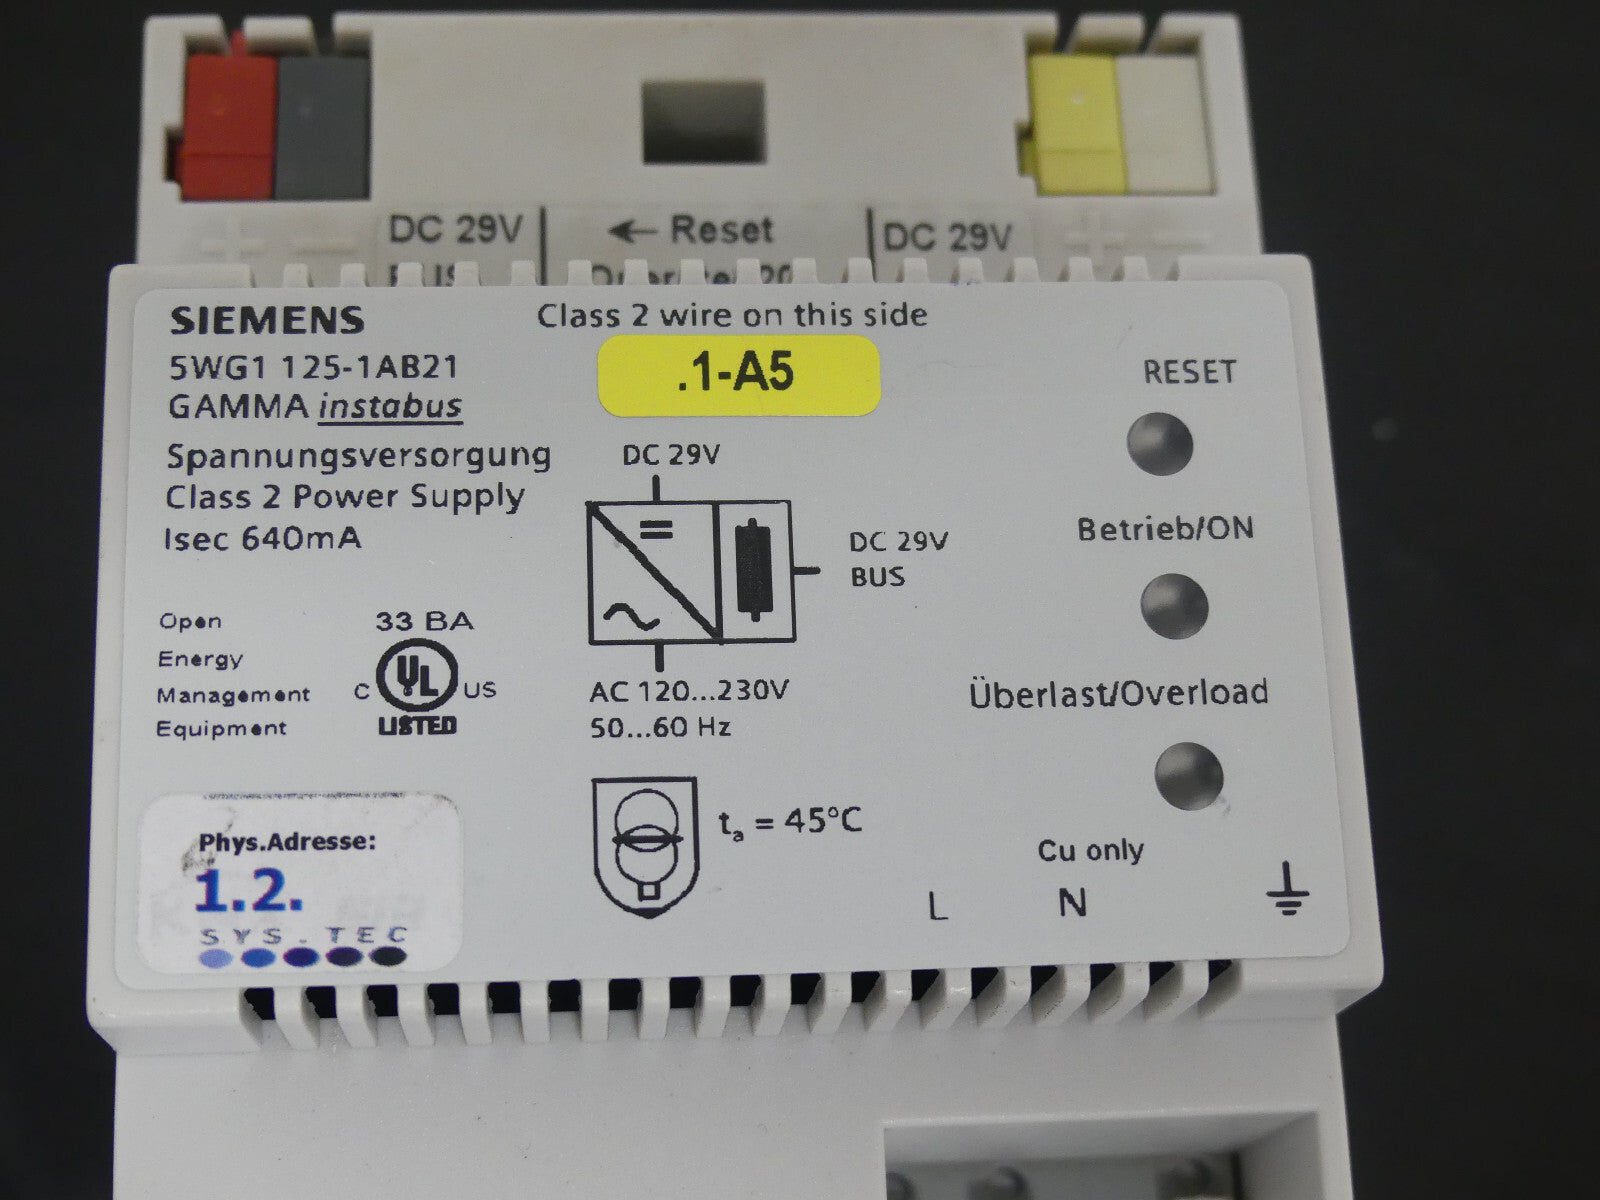 DC 29V
← Reset
DC 29V
BUS
SIEMENS
Class 2 wire on this side
5WG1 125-1AB21
.1-A5
RESET
GAMMA instabus
Spannungsversorgung
DC 29V
Class 2 Power Supply
Isec 640mA
Betrieb/ON
DC 29V
BUS
Open
33 BA
Energy
Management
C UL US
Equipment
LISTED
AC 120...230V
50...60 Hz
Überlast/Overload
ta = 45°C
Phys.Adresse:
1.2.
SYS.TEC
Cu only
L
N